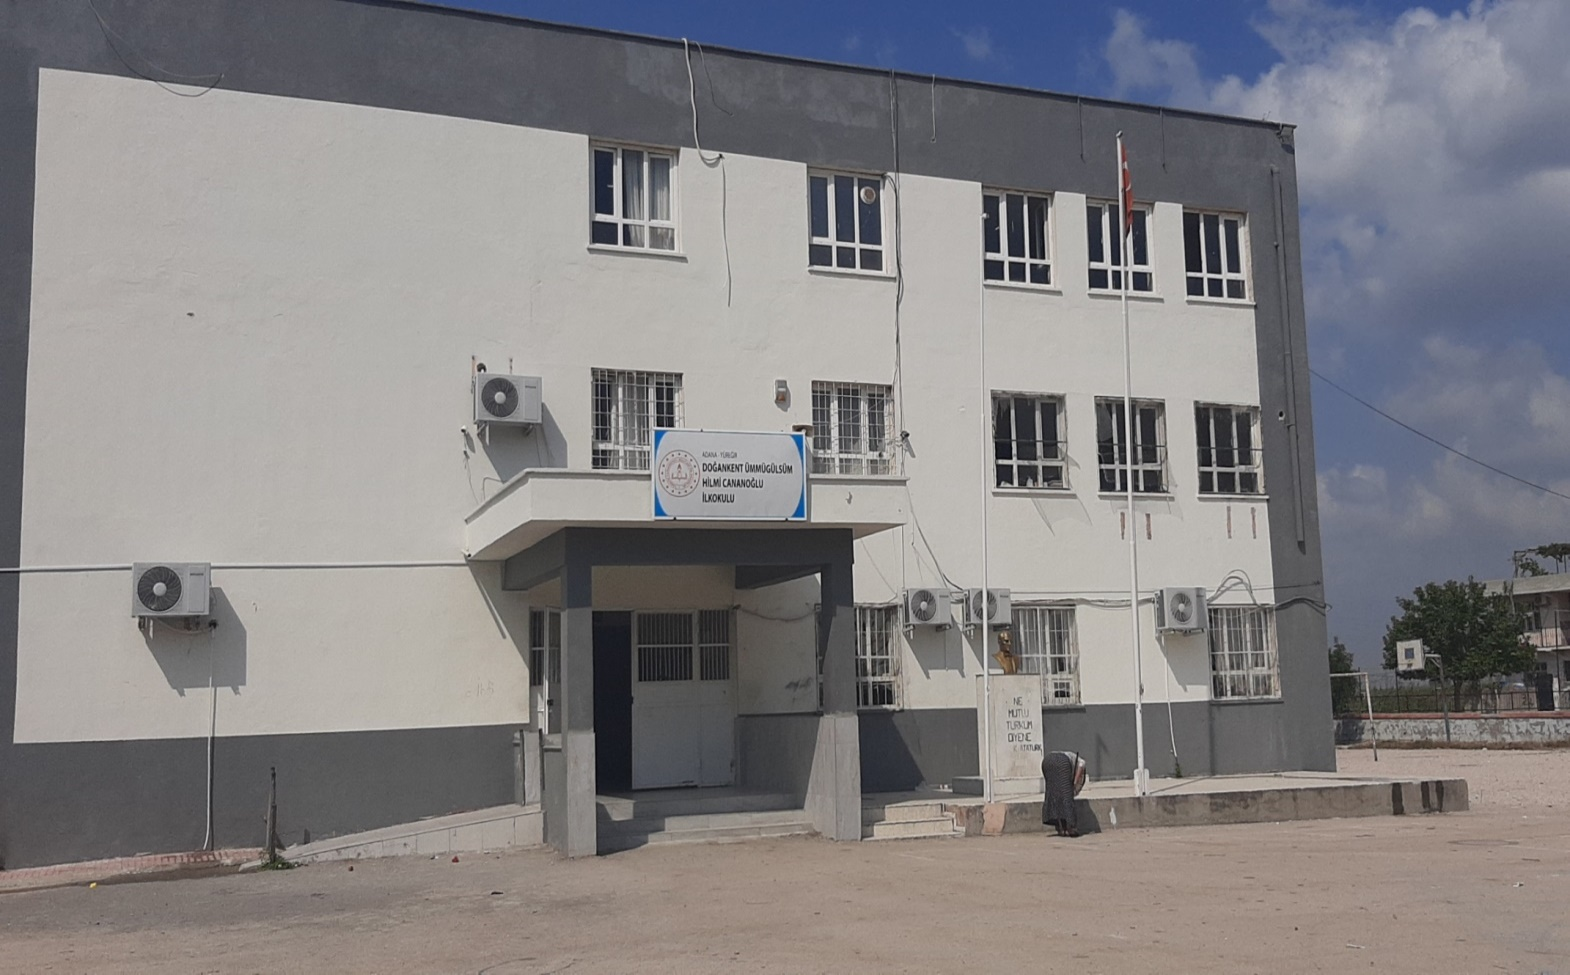 ADANA - YÜREĞİR
DOĞANKENT ÜMMÜGÜLSÜM
HİLMİ CANANOĞLU
İLKOKULU
NE
MUTLU
TÜRKÜM
DİYENE
K.ATATÜRK